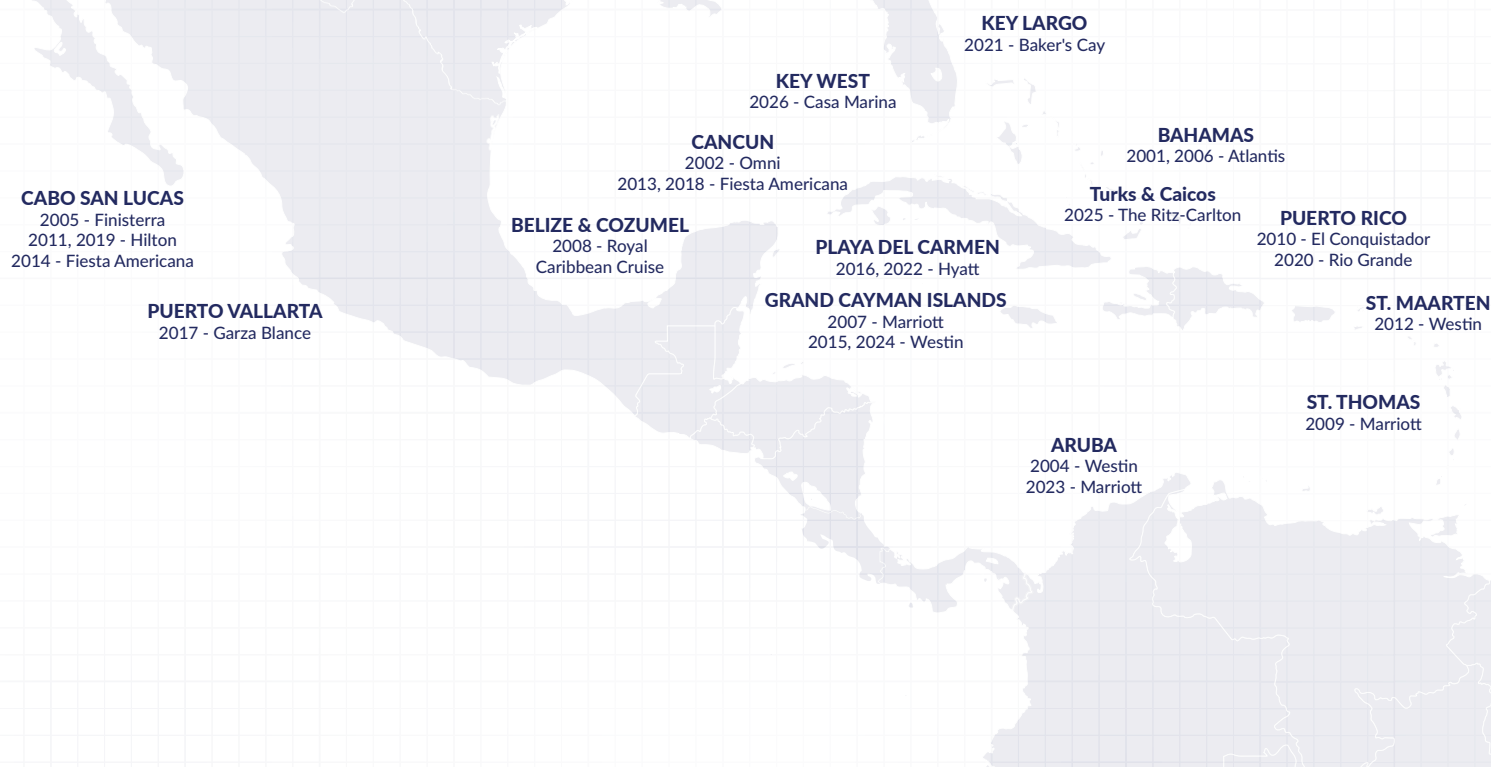 KEY LARGO
2021 - Baker's Cay
KEY WEST
2026 - Casa Marina
CANCUN
2002 - Omni
2013, 2018 - Fiesta Americana
BAHAMAS
2001, 2006 - Atlantis
CABO SAN LUCAS
2005 - Finisterra
2011, 2019 - Hilton
2014 - Fiesta Americana
Turks & Caicos
2025 - The Ritz-Carlton
BELIZE & COZUMEL
2008 - Royal
Caribbean Cruise
PUERTO RICO
2010 - El Conquistador
2020 - Rio Grande
PLAYA DEL CARMEN
2016, 2022 - Hyatt
GRAND CAYMAN ISLANDS
2007 - Marriott
2015, 2024 - Westin
PUERTO VALLARTA
2017 - Garza Blance
ST. MAARTEN
2012 - Westin
ST. THOMAS
2009 - Marriott
ARUBA
2004 - Westin
2023 - Marriott